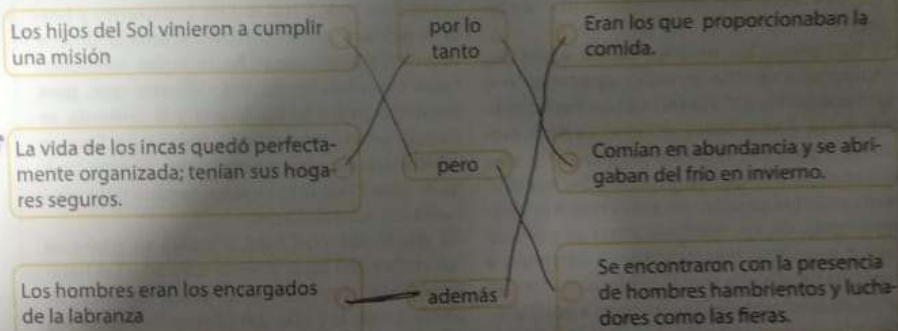 Los hijos del Sol vinieron a cumplir
una misión
por lo
tanto
Eran los que proporcionaban la
comida.
La vida de los incas quedó perfecta-
mente organizada; tenían sus hoga-
res seguros.
pero
Comían en abundancia y se abri-
gaban del frío en invierno.
Los hombres eran los encargados
de la labranza
además
Se encontraron con la presencia
de hombres hambrientos y lucha-
dores como las fieras.